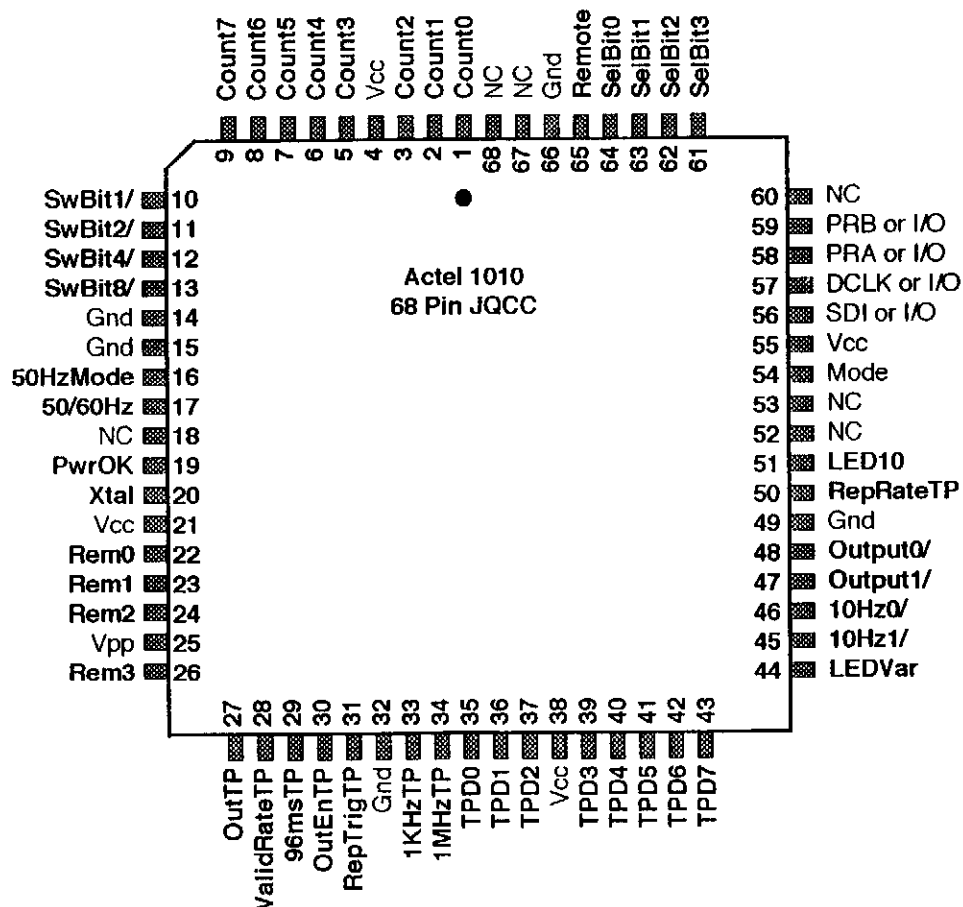 Count7 Count6 Count5 Count4 Count3 Vcc Count2 Count1 Count0 NC NC Gnd Remote SelBit0 SelBit1 SelBit2 SelBit3
9 8 7 6 5 4 3 2 1 68 67 66 65 64 63 62 61
SwBit1/ 10
SwBit2/ 11
SwBit4/ 12
SwBit8/ 13
Gnd 14
Gnd 15
50HzMode 16
50/60Hz 17
NC 18
PwrOK 19
Xtal 20
Vcc 21
Rem0 22
Rem1 23
Rem2 24
Vpp 25
Rem3 26
Actel 1010
68 Pin JQCC
60 NC
59 PRB or I/O
58 PRA or I/O
57 DCLK or I/O
56 SDI or I/O
55 Vcc
54 Mode
53 NC
52 NC
51 LED10
50 RepRateTP
49 Gnd
48 Output0/
47 Output1/
46 10Hz0/
45 10Hz1/
44 LEDVar
27 28 29 30 31 32 33 34 35 36 37 38 39 40 41 42 43
OutTP ValidRateTP 96msTP OutEnTP RepTrigTP Gnd 1KHzTP 1MHzTP TPD0 TPD1 TPD2 Vcc TPD3 TPD4 TPD5 TPD6 TPD7